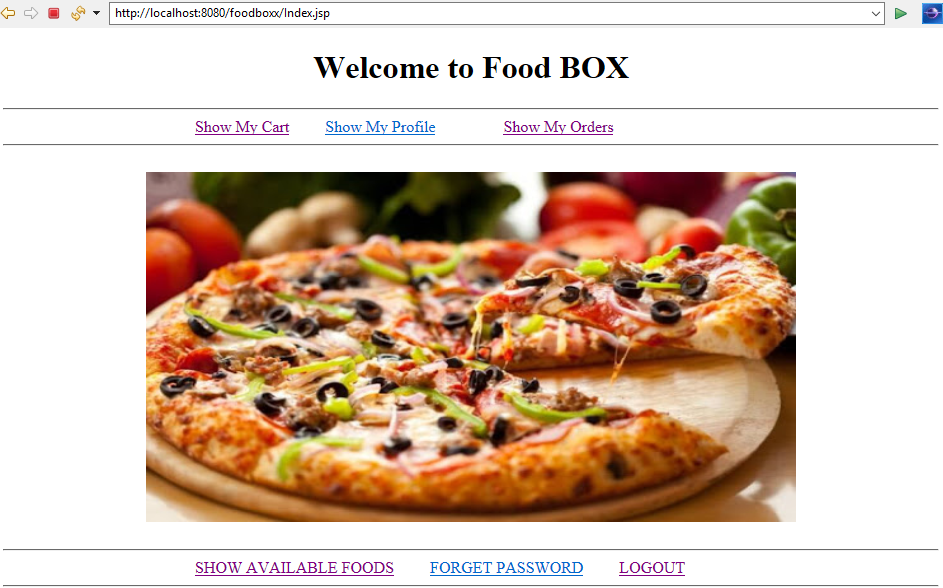 http://localhost:8080/foodboxx/Index.jsp
Welcome to Food BOX
Show My Cart Show My Profile Show My Orders
SHOW AVAILABLE FOODS FORGET PASSWORD LOGOUT